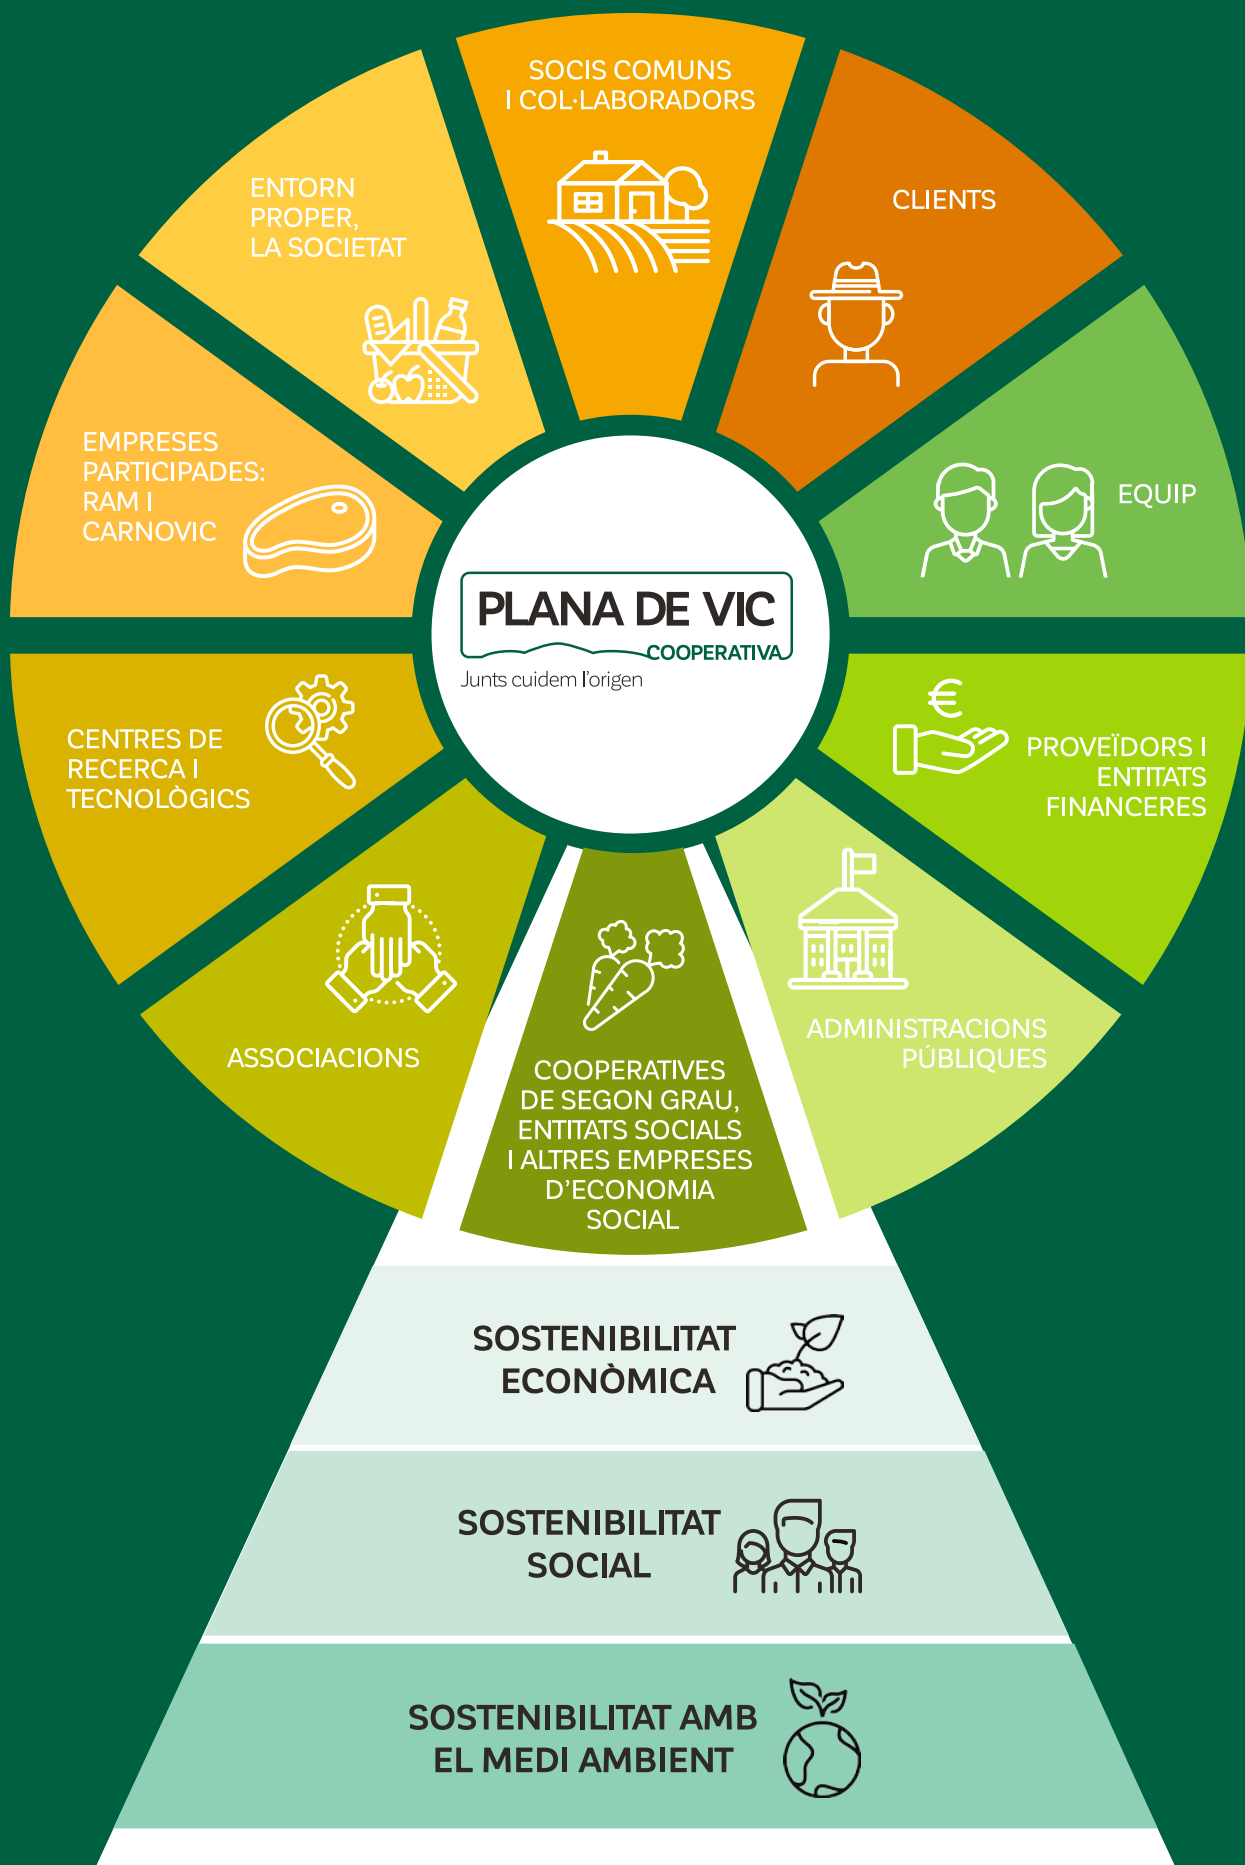 SOCIS COMUNS
I COL·LABORADORS
CLIENTS
EQUIP
PROVEÏDORS I
ENTITATS
FINANCERES
ADMINISTRACIONS
PÚBLIQUES
COOPERATIVES
DE SEGON GRAU,
ENTITATS SOCIALS
I ALTRES EMPRESES
D’ECONOMIA
SOCIAL
ASSOCIACIONS
CENTRES DE
RECERCA I
TECNOLÒGICS
EMPRESES
PARTICIPADES:
RAM I
CARNOVIC
ENTORN
PROPER,
LA SOCIETAT
PLANA DE VIC
COOPERATIVA
Junts cuidem l’origen
SOSTENIBILITAT
ECONÒMICA
SOSTENIBILITAT
SOCIAL
SOSTENIBILITAT AMB
EL MEDI AMBIENT